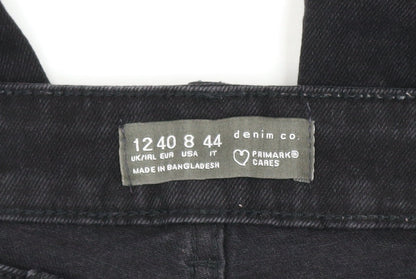 12 40 8 44
UK/IRL EUR USA IT
MADE IN BANGLADESH
denim co.
PRIMARK®
CARES